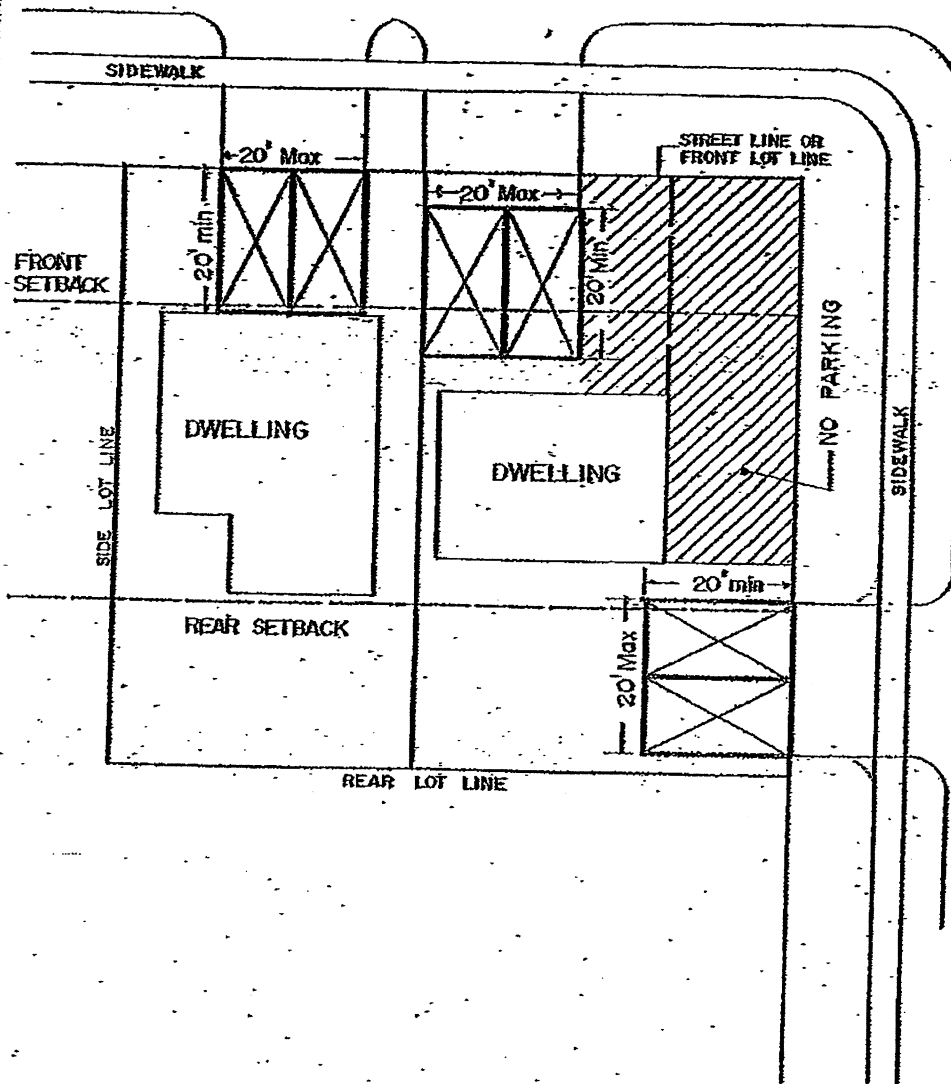 SIDEWALK
STREET LINE OR
FRONT LOT LINE
20' Max
20' Max
20' min
20' Min'
FRONT
SETBACK
NO PARKING
DWELLING
DWELLING
SIDE LOT LINE
SIDEWALK
20' min
REAR SETBACK
20' Max
REAR LOT LINE